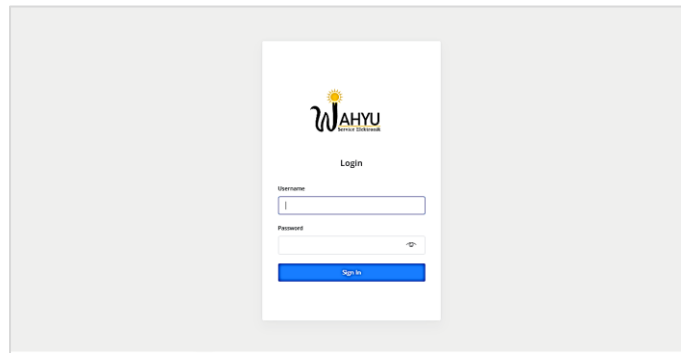 WAHYU
Service Elektronik
Login
Username
Password
Sign In